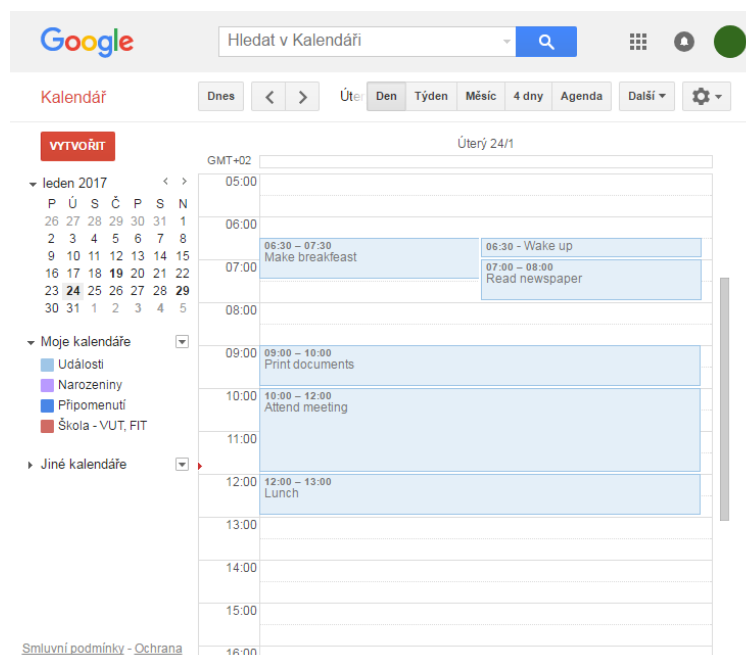 Google
Hledat v Kalendáři
Kalendář
Dnes
Úter
Den
Týden
Měsíc
4 dny
Agenda
Další
VYTVOŘIT
leden 2017
P Ú S Č P S N
26 27 28 29 30 31 1
2 3 4 5 6 7 8
9 10 11 12 13 14 15
16 17 18 19 20 21 22
23 24 25 26 27 28 29
30 31 1 2 3 4 5
Moje kalendáře
Události
Narozeniny
Připomenutí
Škola - VUT, FIT
Jiné kalendáře
Smluvní podmínky - Ochrana
Úterý 24/1
GMT+02
05:00
06:00
06:30 – 07:30
Make breakfeast
06:30 - Wake up
07:00
07:00 – 08:00
Read newspaper
08:00
09:00
09:00 – 10:00
Print documents
10:00
10:00 – 12:00
Attend meeting
11:00
12:00
12:00 – 13:00
Lunch
13:00
14:00
15:00
16:00